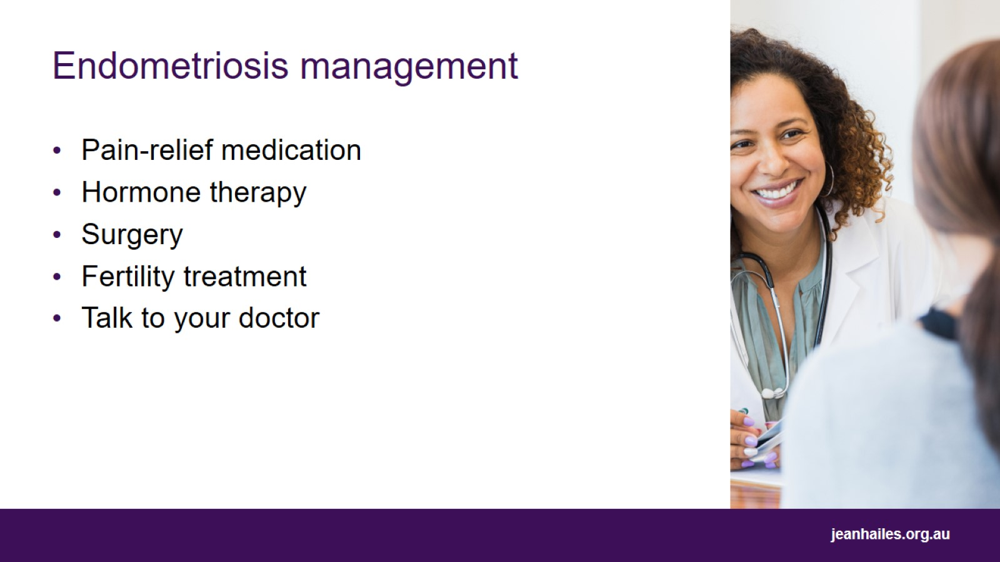 Endometriosis management
• Pain-relief medication
• Hormone therapy
• Surgery
• Fertility treatment
• Talk to your doctor
jeanhailes.org.au